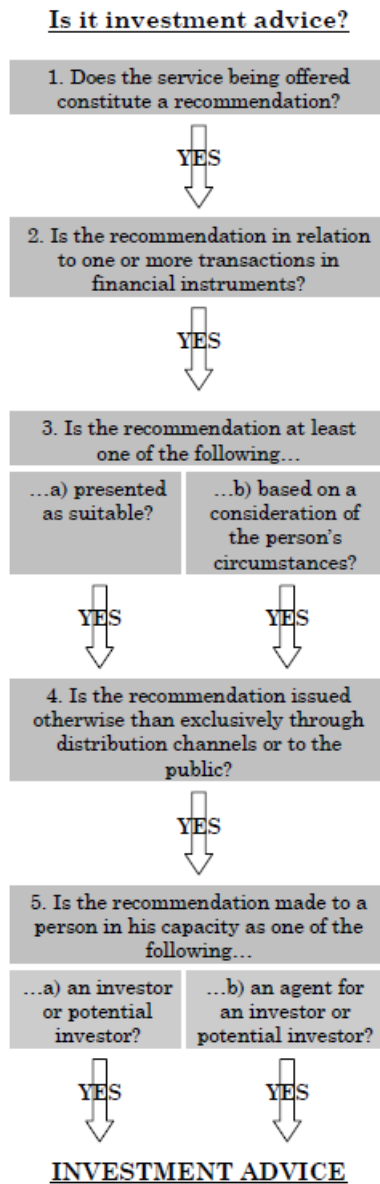 Is it investment advice?
1. Does the service being offered
constitute a recommendation?
YES
2. Is the recommendation in relation
to one or more transactions in
financial instruments?
YES
3. Is the recommendation at least
one of the following…
…a) presented
as suitable?
…b) based on a
consideration of
the person's
circumstances?
YES
YES
4. Is the recommendation issued
otherwise than exclusively through
distribution channels or to the
public?
YES
5. Is the recommendation made to a
person in his capacity as one of the
following…
…a) an investor
or potential
investor?
…b) an agent for
an investor or
potential investor?
YES
YES
INVESTMENT ADVICE